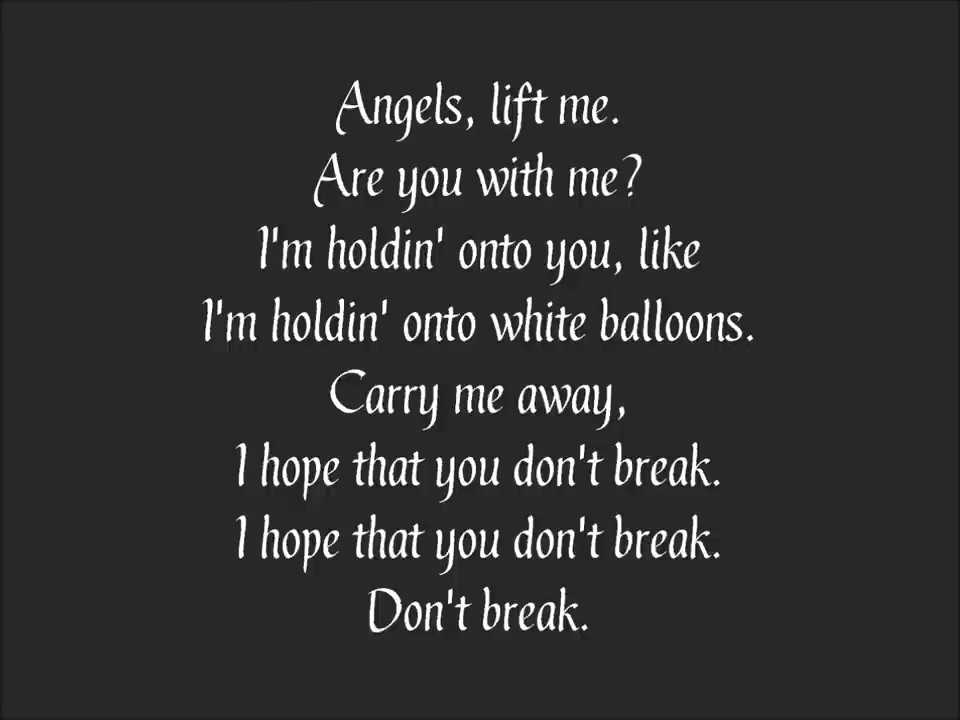 Angels, lift me.
Are you with me?
I'm holdin' onto you, like
I'm holdin' onto white balloons.
Carry me away,
I hope that you don't break.
I hope that you don't break.
Don't break.